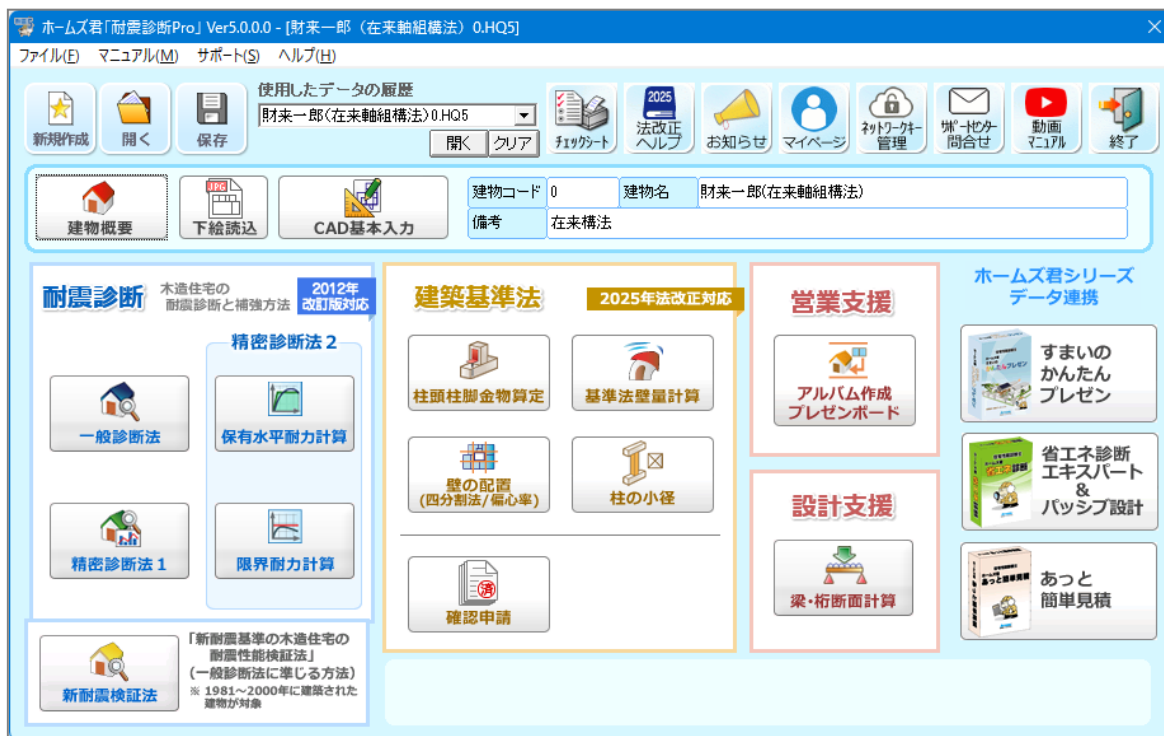 ホームズ君「耐震診断Pro」 Ver5.0.0.0 - [財来一郎（在来軸組構法）0.HQ5]
ファイル(F) マニュアル(M) サポート(S) ヘルプ(H)
新規作成
開く
保存
使用したデータの履歴
財来一郎(在来軸組構法)0.HQ5
開く
クリア
チェックシート
2025
法改正
ヘルプ
お知らせ
マイページ
ネットワークキー
管理
サポートセンター
問合せ
動画
マニュアル
終了
建物概要
JPG
下絵読込
CAD基本入力
建物コード 0 建物名 財来一郎(在来軸組構法)
備考 在来構法
耐震診断
木造住宅の
耐震診断と補強方法
2012年
改訂版対応
精密診断法２
一般診断法
保有水平耐力計算
精密診断法１
限界耐力計算
新耐震検証法
「新耐震基準の木造住宅の
耐震性能検証法」
(一般診断法に準じる方法)
※ 1981～2000年に建築された
建物が対象
建築基準法
2025年法改正対応
柱頭柱脚金物算定
基準法壁量計算
壁の配置
(四分割法/偏心率)
柱の小径
済
確認申請
営業支援
アルバム作成
プレゼンボード
設計支援
梁・桁断面計算
ホームズ君シリーズ
データ連携
すまいの
かんたん
プレゼン
省エネ診断
エキスパート
&
パッシブ設計
あっと
簡単見積